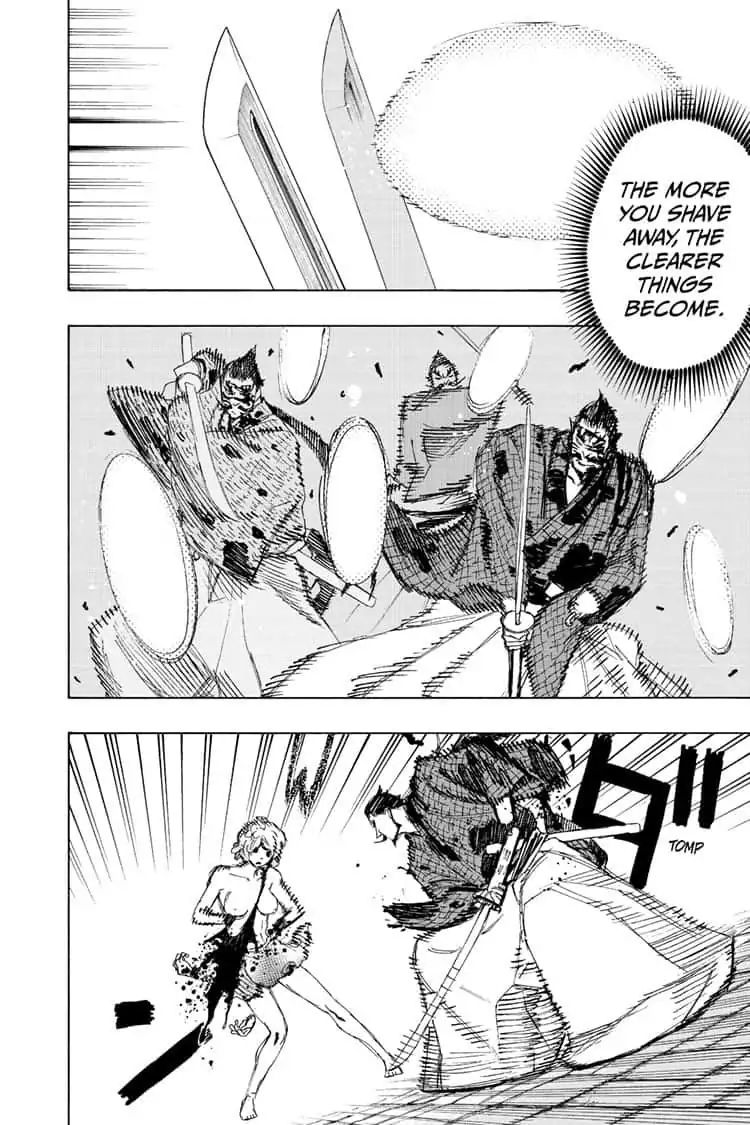 THE MORE
YOU SHAVE
AWAY, THE
CLEARER
THINGS
BECOME.
ダッ
TOMP